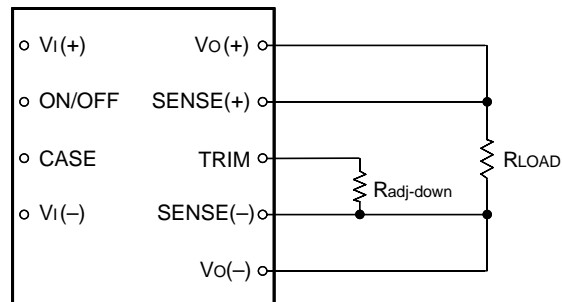 VI(+) VO(+)
ON/OFF SENSE(+)
CASE TRIM RLOAD
Radj-down
VI(–) SENSE(–)
VO(–)